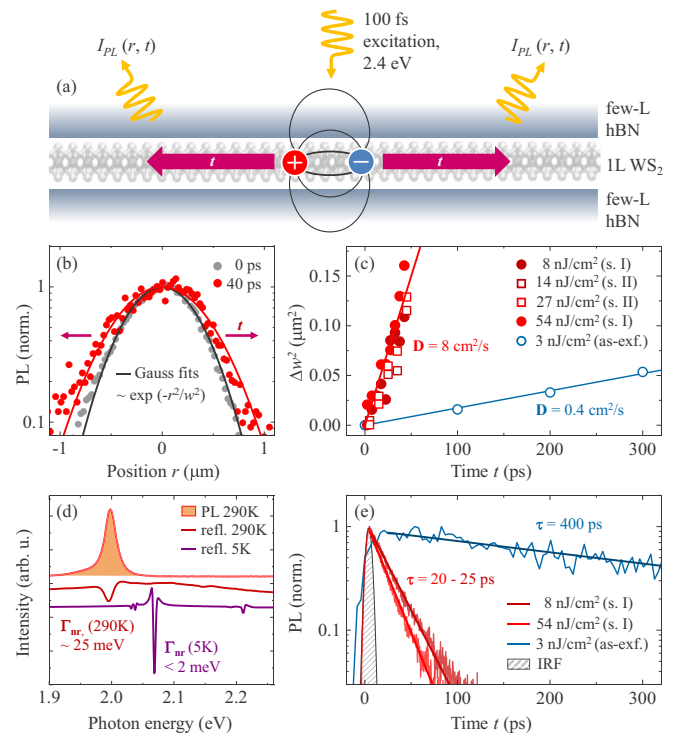 100 fs
excitation,
2.4 eV
I_PL (r, t)
I_PL (r, t)
(a)
few-L
hBN
t
+
−
t
1L WS₂
few-L
hBN
(b)
0 ps
40 ps
t
Gauss fits
~ exp (-r²/w²)
PL (norm.)
1
0.1
-1 0 1
Position r (μm)
(c)
8 nJ/cm² (s. I)
14 nJ/cm² (s. II)
27 nJ/cm² (s. II)
54 nJ/cm² (s. I)
3 nJ/cm² (as-exf.)
D = 8 cm²/s
D = 0.4 cm²/s
Δw² (μm²)
0.15
0.10
0.05
0.00
0 100 200 300
Time t (ps)
(d)
PL 290K
refl. 290K
refl. 5K
Γnr, (290K)
~ 25 meV
Γnr (5K)
< 2 meV
Intensity (arb. u.)
1.9 2.0 2.1 2.2
Photon energy (eV)
(e)
τ = 400 ps
τ = 20 - 25 ps
8 nJ/cm² (s. I)
54 nJ/cm² (s. I)
3 nJ/cm² (as-exf.)
IRF
PL (norm.)
1
0.1
0 100 200 300
Time t (ps)